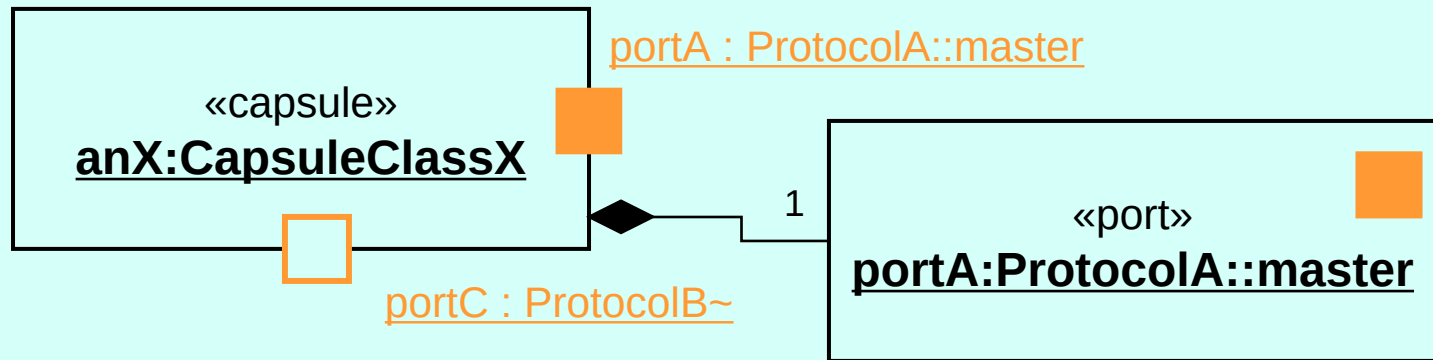 portA : ProtocolA::master
«capsule»
anX:CapsuleClassX
1
«port»
portA:ProtocolA::master
portC : ProtocolB~